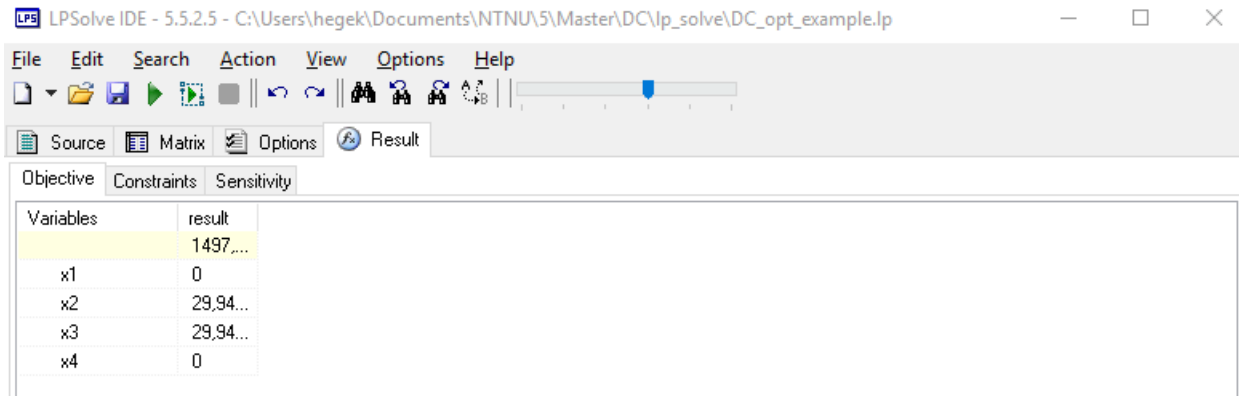 LPS LPSolve IDE - 5.5.2.5 - C:\Users\hegek\Documents\NTNU\5\Master\DC\lp_solve\DC_opt_example.lp
File Edit Search Action View Options Help
Source Matrix Options Result
Objective Constraints Sensitivity
Variables result
1497,...
x1 0
x2 29,94...
x3 29,94...
x4 0